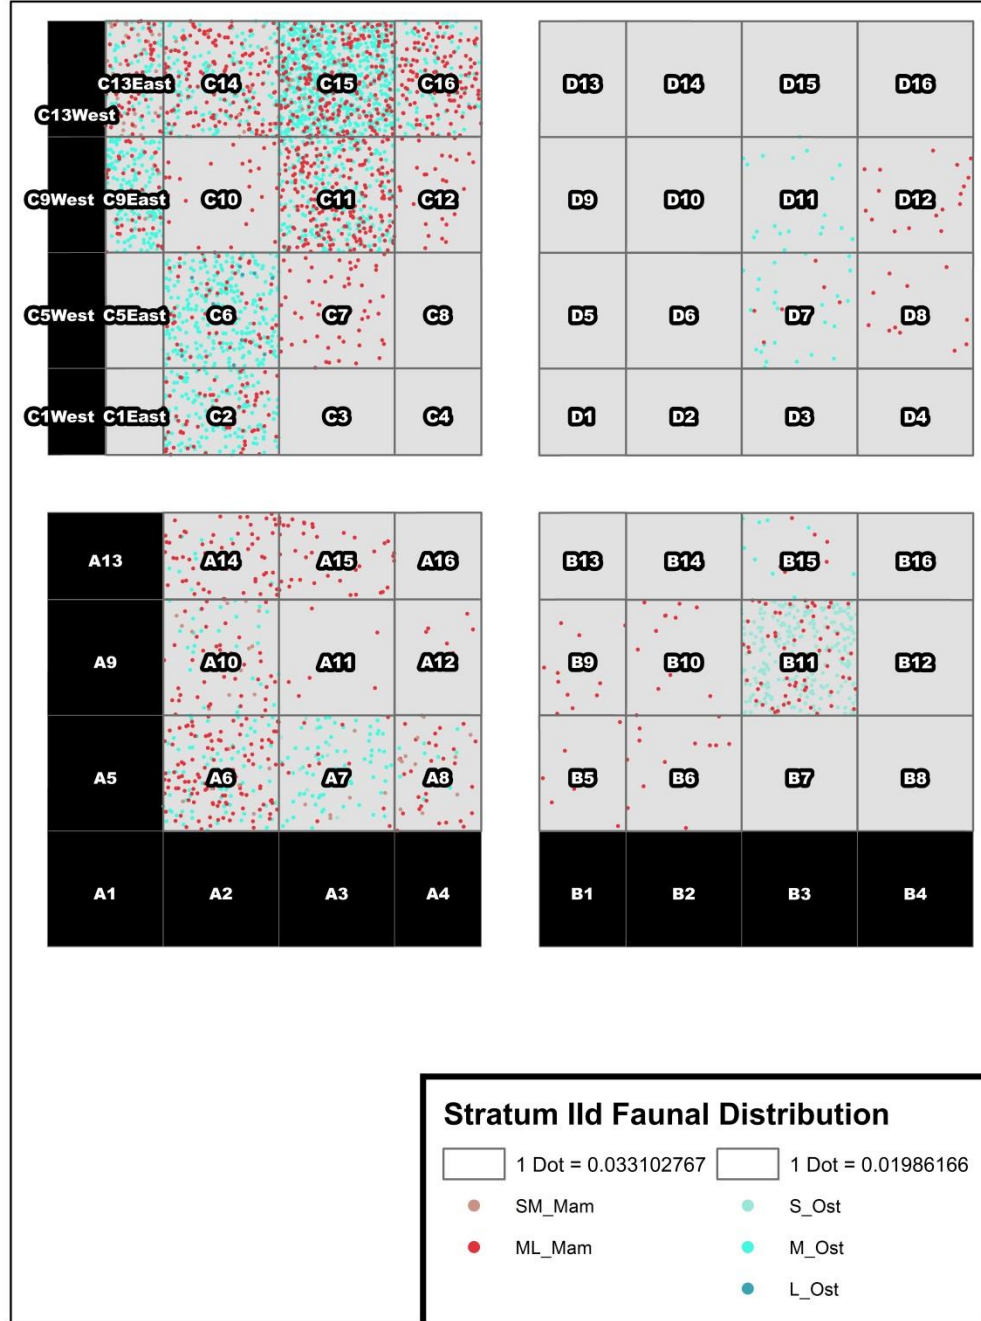 C13East C14 C15 C16 D13 D14 D15 D16
C13West
C9West C9East C10 C11 C12 D9 D10 D11 D12
C5West C5East C6 C7 C8 D5 D6 D7 D8
C1West C1East C2 C3 C4 D1 D2 D3 D4
A13 A14 A15 A16 B13 B14 B15 B16
A9 A10 A11 A12 B9 B10 B11 B12
A5 A6 A7 A8 B5 B6 B7 B8
A1 A2 A3 A4 B1 B2 B3 B4
Stratum IId Faunal Distribution
1 Dot = 0.033102767 1 Dot = 0.01986166
SM_Mam S_Ost
ML_Mam M_Ost
L_Ost